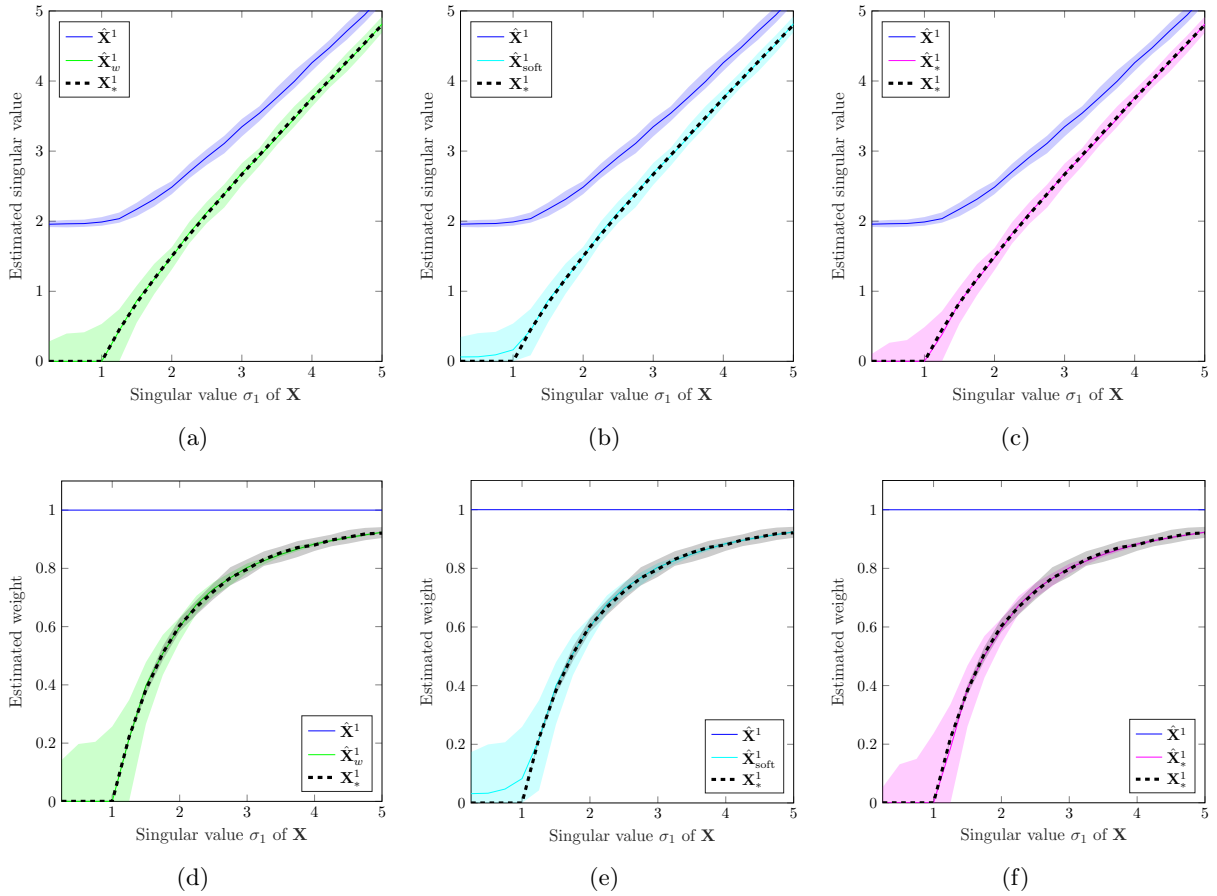 5
4
3
2
1
0
1 2 3 4 5
Estimated singular value
Singular value σ₁ of X
X̂¹
X̂¹_w
X¹_*
(a)
5
4
3
2
1
0
1 2 3 4 5
Estimated singular value
Singular value σ₁ of X
X̂¹
X̂¹_soft
X¹_*
(b)
5
4
3
2
1
0
1 2 3 4 5
Estimated singular value
Singular value σ₁ of X
X̂¹
X̂¹_*
X¹_*
(c)
1
0.8
0.6
0.4
0.2
0
1 2 3 4 5
Estimated weight
Singular value σ₁ of X
X̂¹
X̂¹_w
X¹_*
(d)
1
0.8
0.6
0.4
0.2
0
1 2 3 4 5
Estimated weight
Singular value σ₁ of X
X̂¹
X̂¹_soft
X¹_*
(e)
1
0.8
0.6
0.4
0.2
0
1 2 3 4 5
Estimated weight
Singular value σ₁ of X
X̂¹
X̂¹_*
X¹_*
(f)